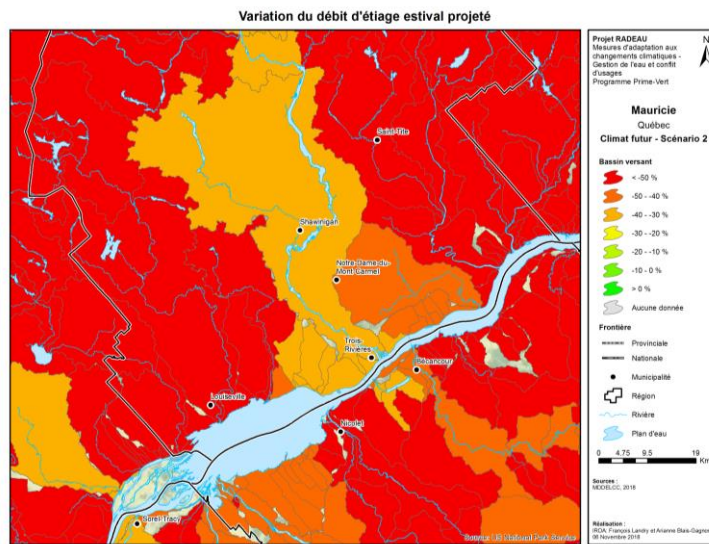 Variation du débit d'étiage estival projeté
Saint-Tite
Shawinigan
Notre-Dame-du-
Mont-Carmel
Trois-
Rivières
Bécancour
Louiseville
Nicolet
Sorel-Tracy
Source: US National Park Service
Projet RADEAU
Mesures d'adaptation aux
changements climatiques -
Gestion de l'eau et conflit
d'usages
Programme Prime-Vert
N
Mauricie
Québec
Climat futur - Scénario 2
Bassin versant
< -50 %
-50 - -40 %
-40 - -30 %
-30 - -20 %
-20 - -10 %
-10 - 0 %
> 0 %
Aucune donnée
Frontière
Provinciale
Nationale
Municipalité
Région
Rivière
Plan d'eau
0 4.75 9.5 19
Km
Sources :
MDDELCC, 2018
Réalisation :
IRDA: François Landry et Arianne Blais-Gagnon
06 Novembre 2018